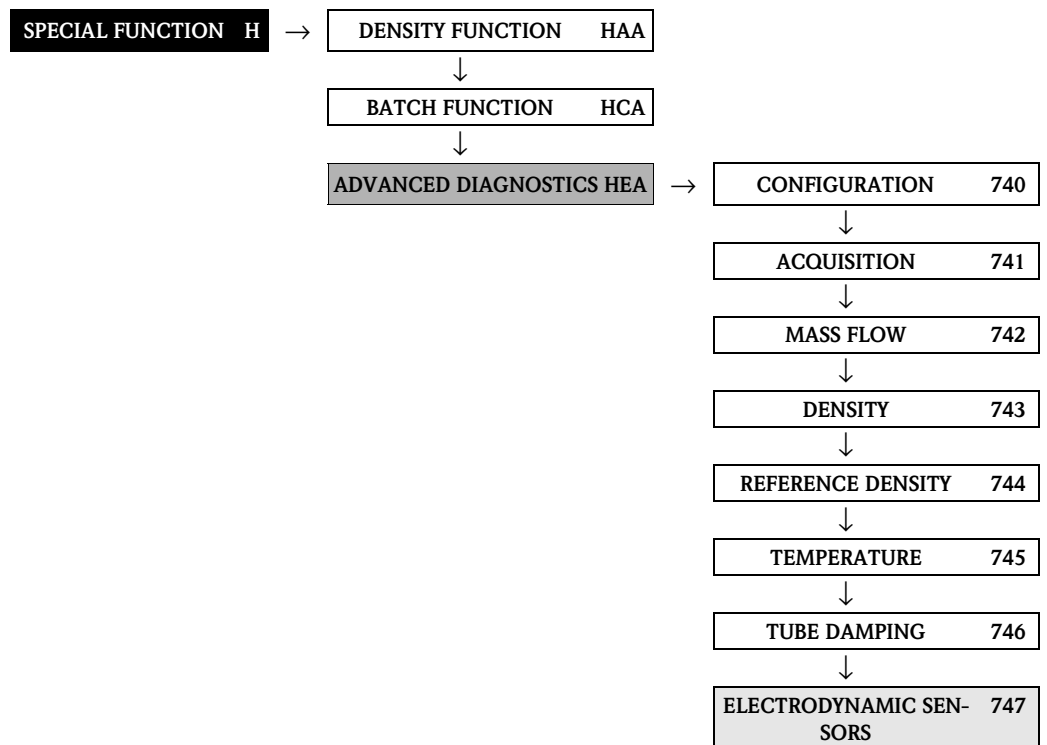 SPECIAL FUNCTION H → DENSITY FUNCTION HAA
↓
BATCH FUNCTION HCA
↓
ADVANCED DIAGNOSTICS HEA → CONFIGURATION 740
↓
ACQUISITION 741
↓
MASS FLOW 742
↓
DENSITY 743
↓
REFERENCE DENSITY 744
↓
TEMPERATURE 745
↓
TUBE DAMPING 746
↓
ELECTRODYNAMIC SEN- 747
SORS